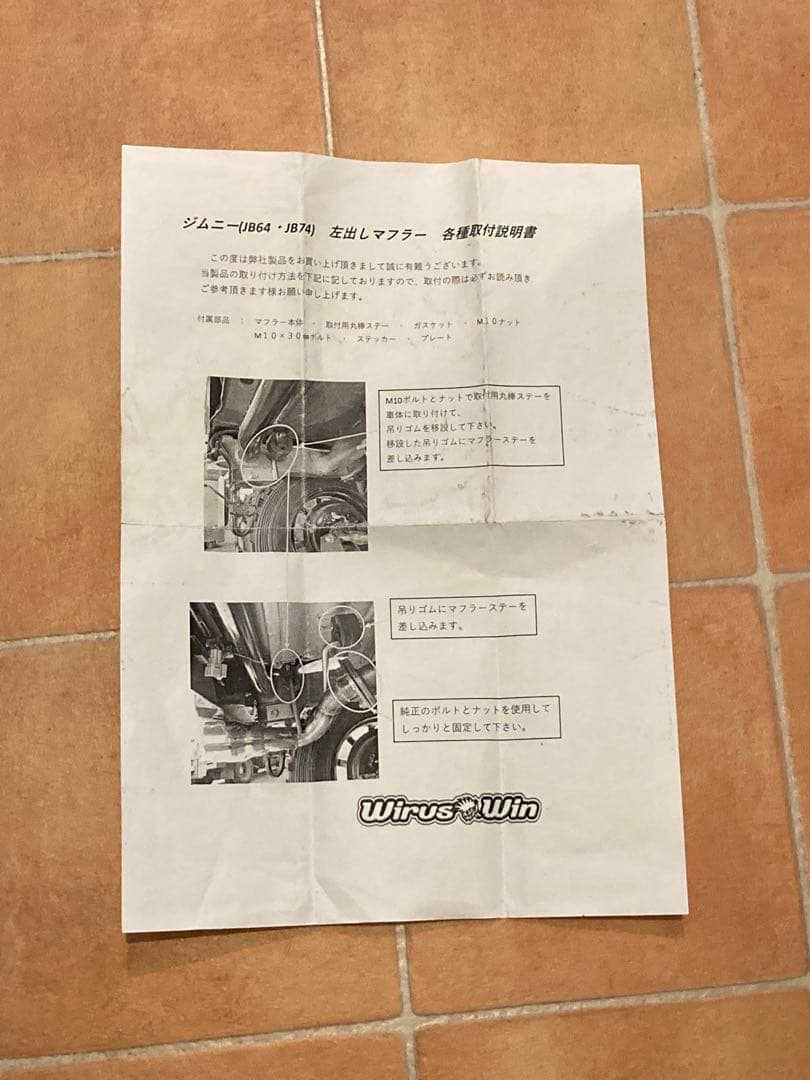 ジムニー(JB64・JB74) 左出しマフラー 各種取付説明書
この度は弊社製品をお買い上げ頂きまして誠に有難うございます。
当製品の取り付け方法を下記に記しておりますので、取付の際は必ずお読み頂き
ご参考頂きます様お願い申し上げます。
付属部品 : マフラー本体 ・ 取付用丸棒ステー ・ ガスケット ・ M10ナット
M10×30㎜ボルト ・ ステッカー ・ プレート
M10ボルトとナットで取付用丸棒ステーを
車体に取り付けて、
吊りゴムを移設して下さい。
移設した吊りゴムにマフラーステーを
差し込みます。
吊りゴムにマフラーステーを
差し込みます。
純正のボルトとナットを使用して
しっかりと固定して下さい。
Wirus Win